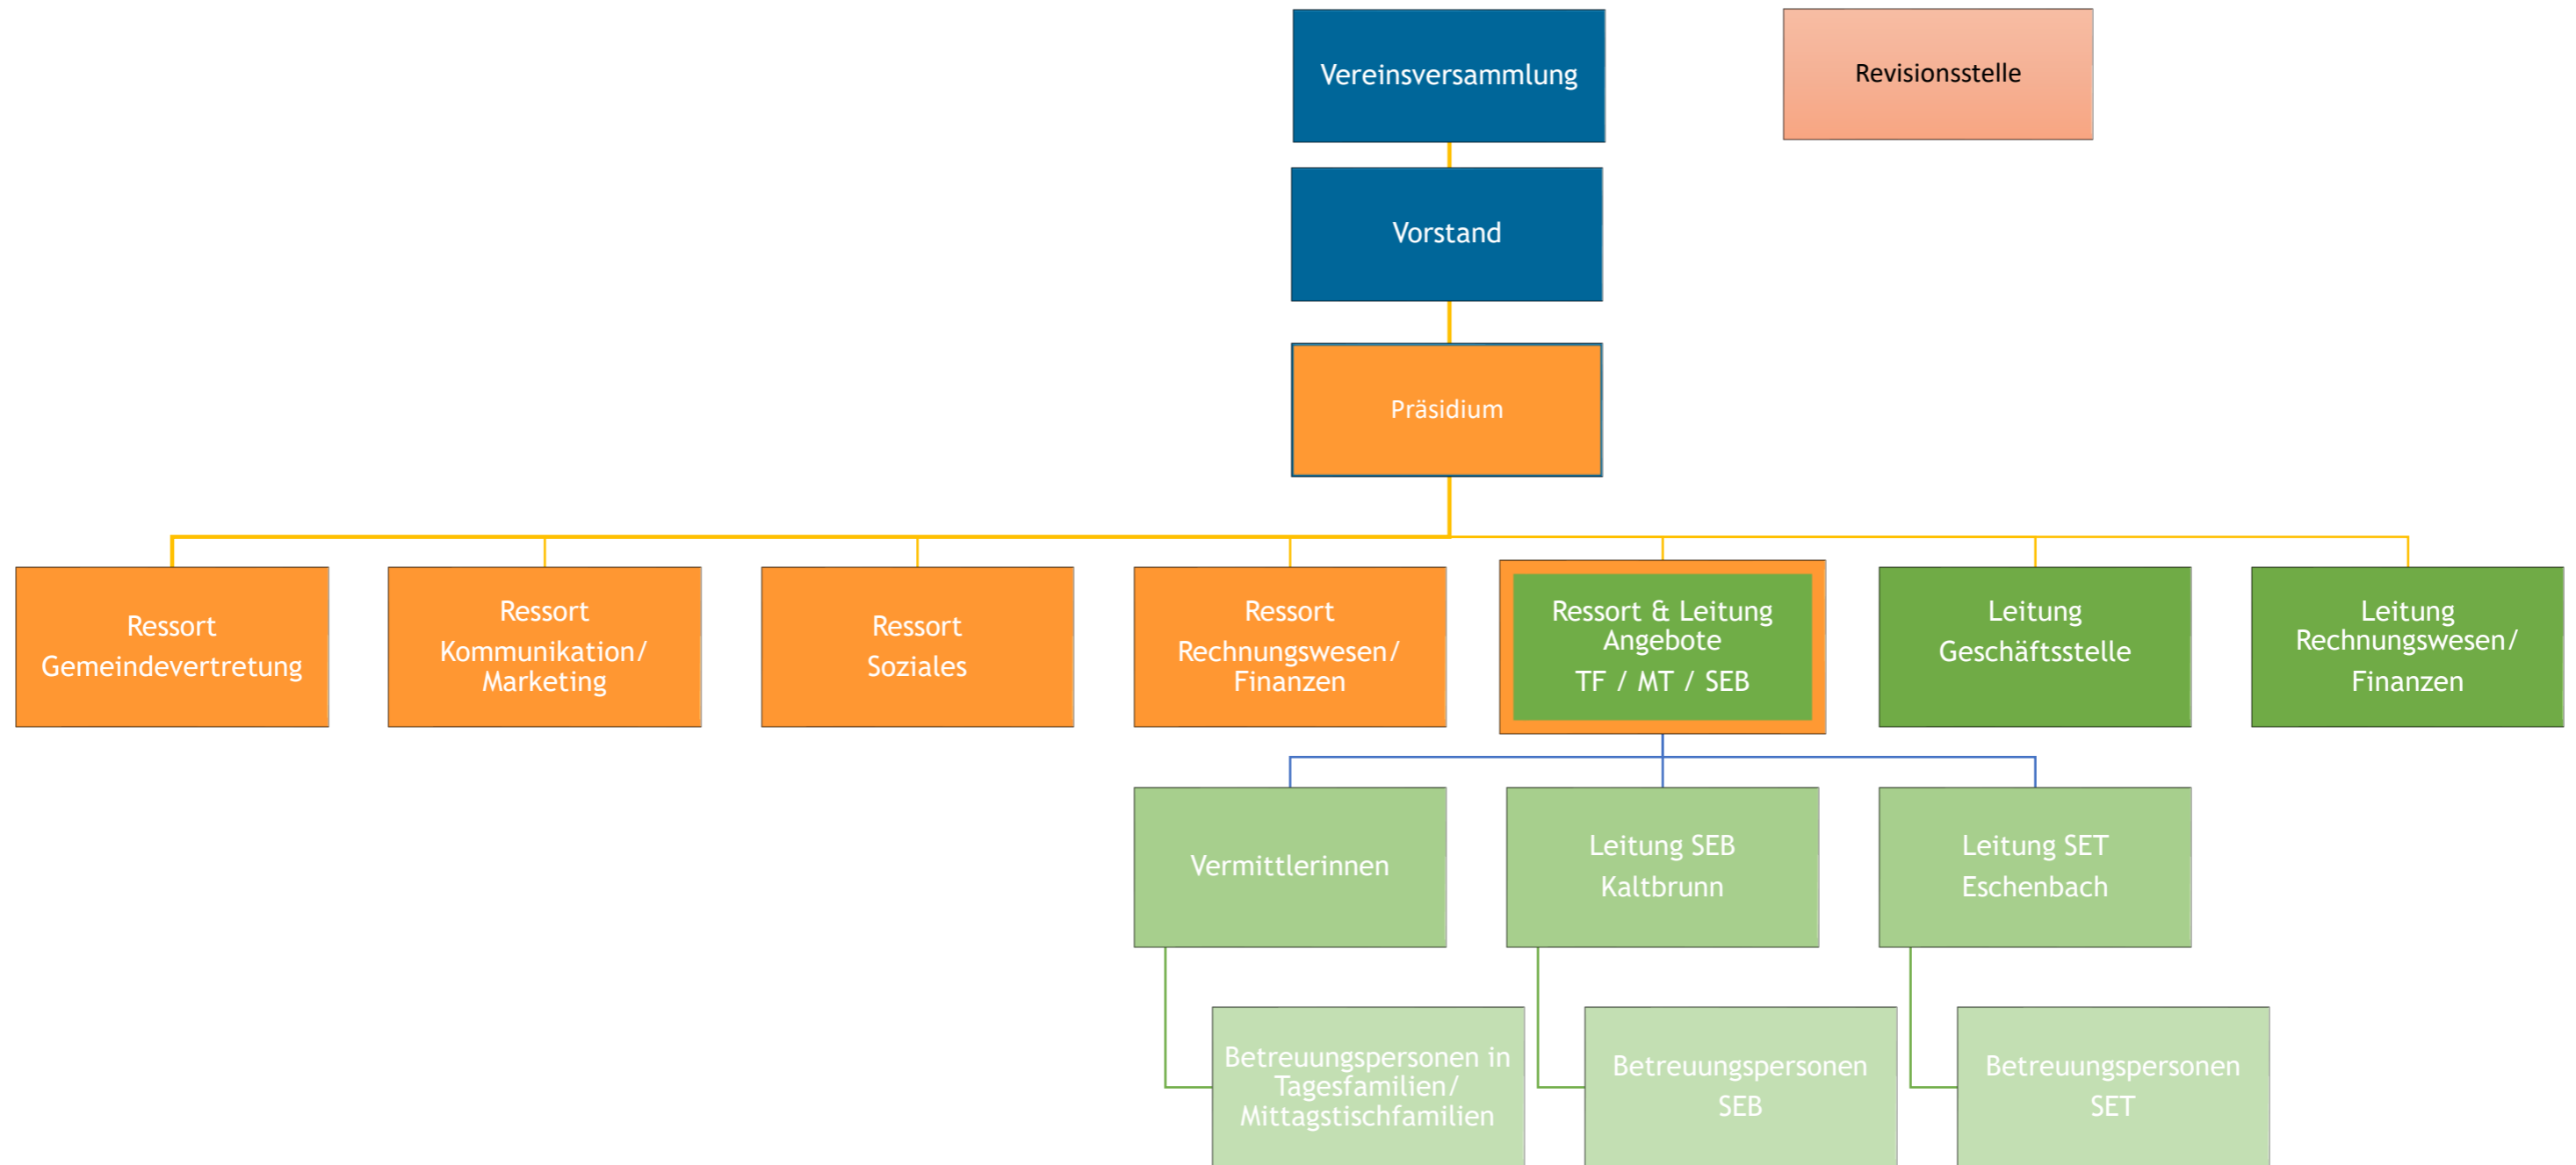 Vereinsversammlung
Revisionsstelle
Vorstand
Präsidium
Ressort
Gemeindevertretung
Ressort
Kommunikation/
Marketing
Ressort
Soziales
Ressort
Rechnungswesen/
Finanzen
Ressort & Leitung
Angebote
TF / MT / SEB
Leitung
Geschäftsstelle
Leitung
Rechnungswesen/
Finanzen
Vermittlerinnen
Leitung SEB
Kaltbrunn
Leitung SET
Eschenbach
Betreuungspersonen in
Tagesfamilien/
Mittagstischfamilien
Betreuungspersonen
SEB
Betreuungspersonen
SET